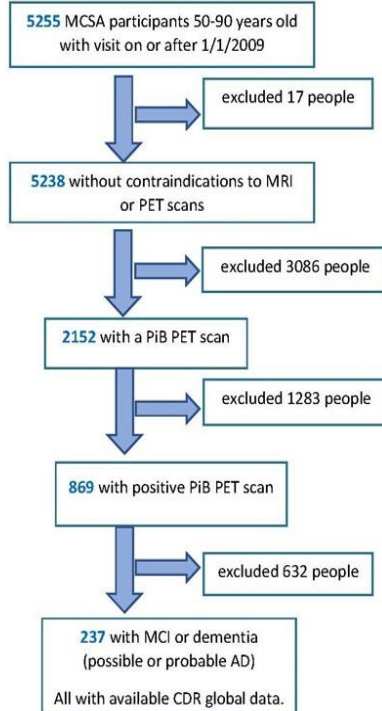 5255 MCSA participants 50-90 years old
with visit on or after 1/1/2009
excluded 17 people
5238 without contraindications to MRI
or PET scans
excluded 3086 people
2152 with a PiB PET scan
excluded 1283 people
869 with positive PiB PET scan
excluded 632 people
237 with MCI or dementia
(possible or probable AD)
All with available CDR global data.